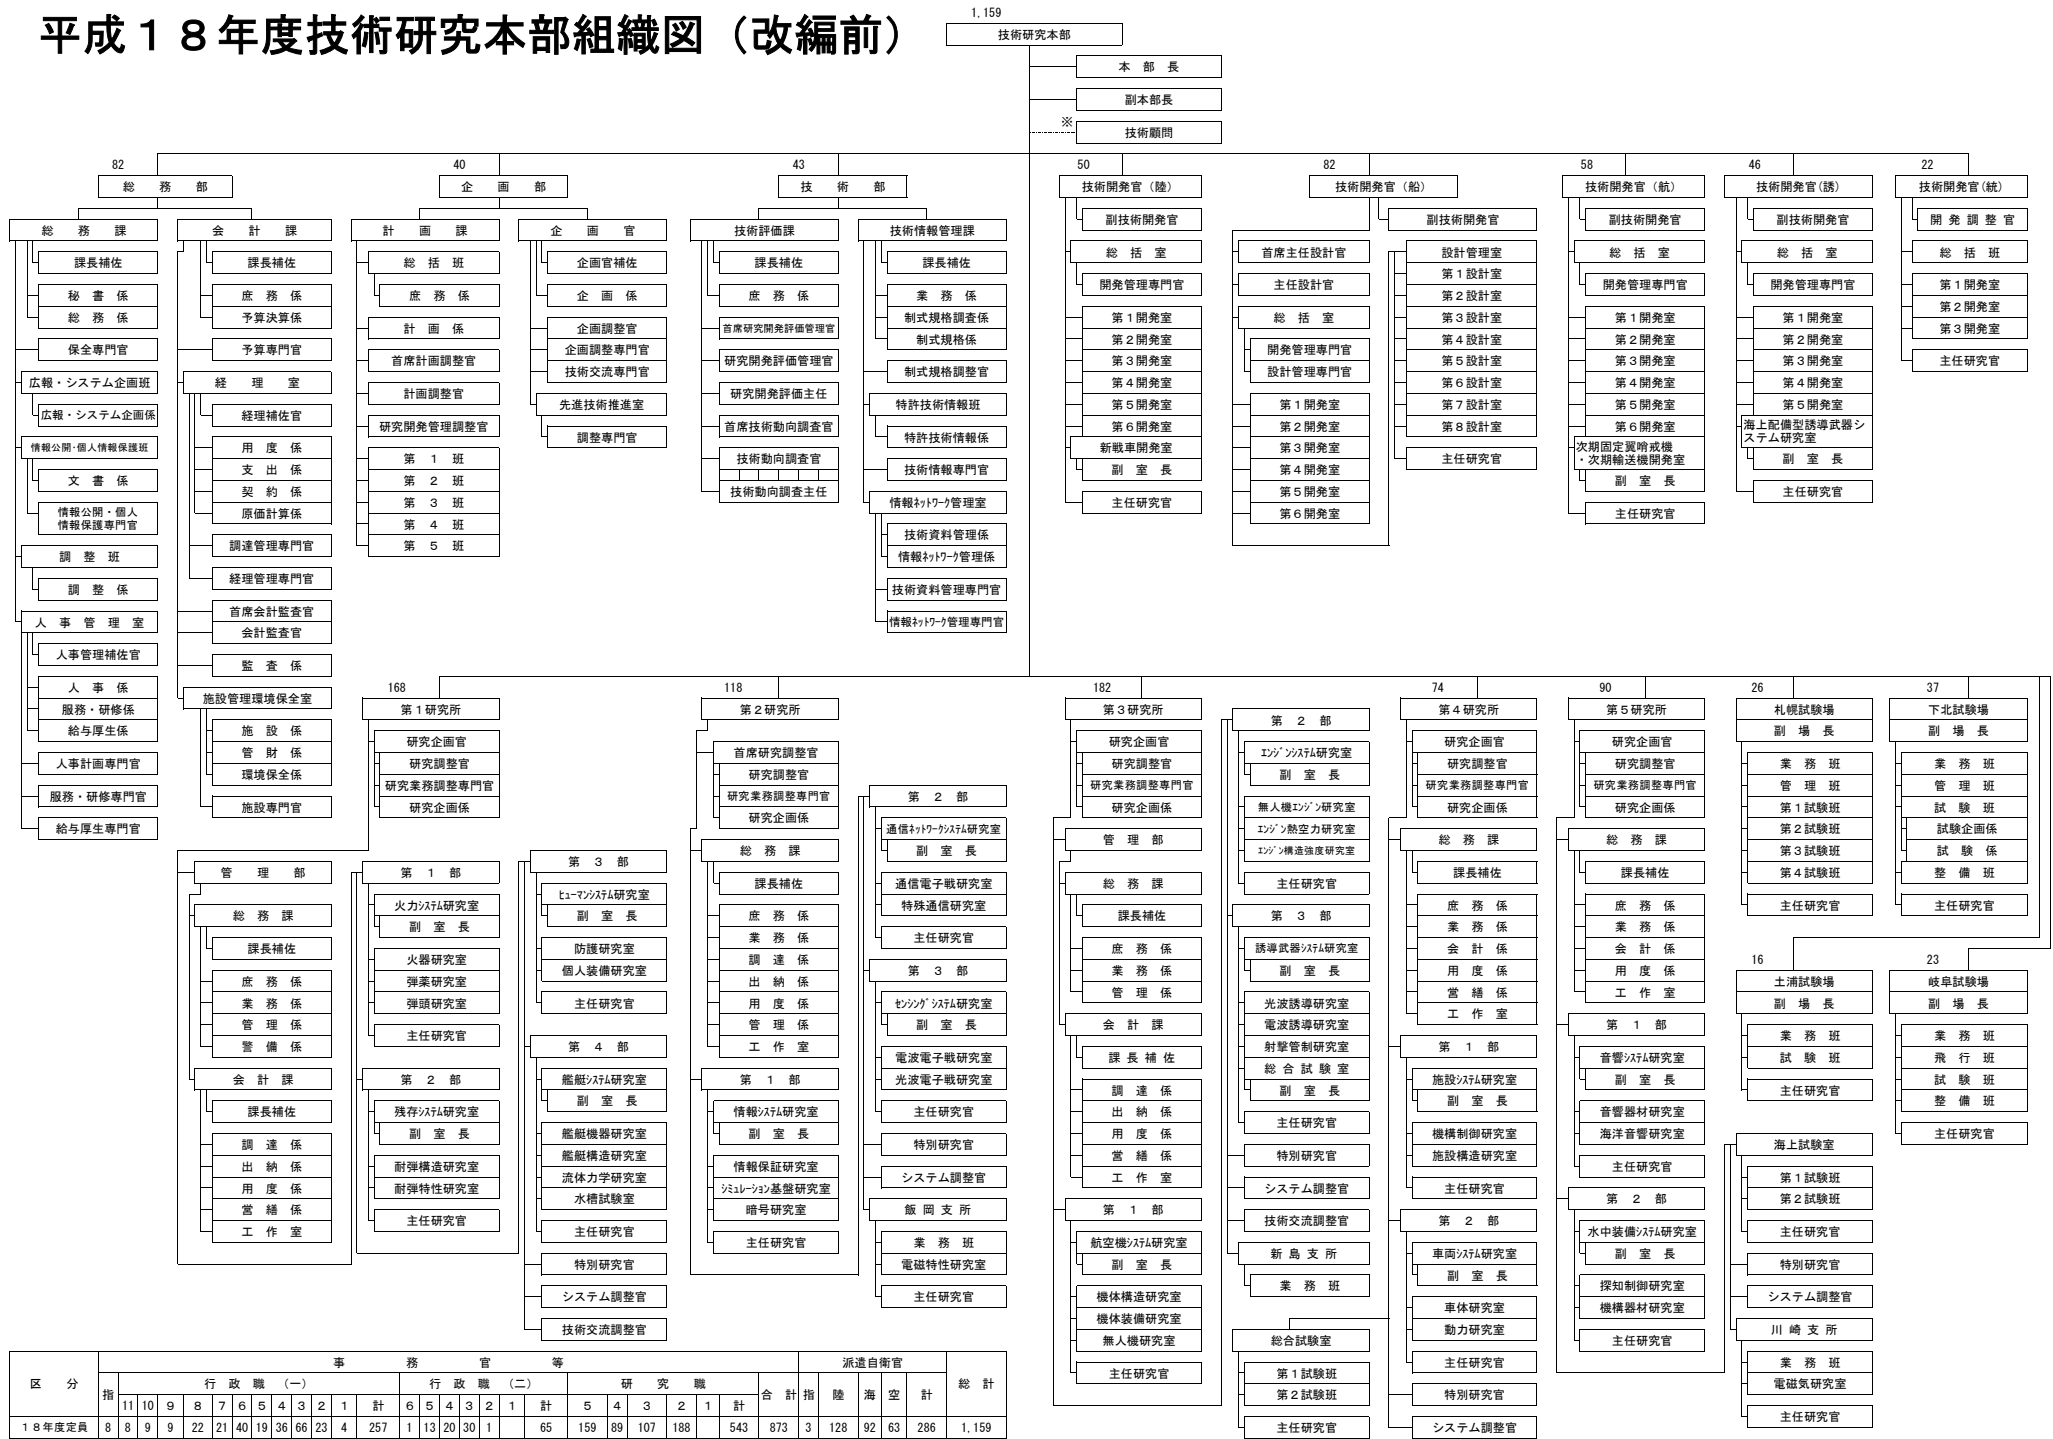 平成１８年度技術研究本部組織図（改編前）
1,159
技術研究本部
本　部　長
副本部長
※
技術顧問
82
総　務　部
総　務　課
課長補佐
秘　書　係
総　務　係
保全専門官
広報・システム企画班
広報・システム企画係
情報公開・個人情報保護班
文　書　係
情報公開・個人
情報保護専門官
調　整　班
調　整　係
人　事　管　理　室
人事管理補佐官
人　事　係
服務・研修係
給与厚生係
人事計画専門官
服務・研修専門官
給与厚生専門官
会　計　課
課長補佐
庶　務　係
予算決算係
予算専門官
経　理　室
経理補佐官
用　度　係
支　出　係
契　約　係
原価計算係
調達管理専門官
経理管理専門官
首席会計監査官
会計監査官
監　査　係
施設管理環境保全室
施　設　係
管　財　係
環境保全係
施設専門官
40
企　画　部
計　画　課
総　括　班
庶　務　係
計　画　係
首席計画調整官
計画調整官
研究開発管理調整官
第　１　班
第　２　班
第　３　班
第　４　班
第　５　班
企　画　官
企画官補佐
企　画　係
企画調整官
企画調整専門官
技術交流専門官
先進技術推進室
調整専門官
43
技　術　部
技術評価課
課長補佐
庶　務　係
首席研究開発評価管理官
研究開発評価管理官
研究開発評価主任
首席技術動向調査官
技術動向調査官
技術動向調査主任
技術情報管理課
課長補佐
業　務　係
制式規格調査係
制式規格係
制式規格調整官
特許技術情報班
特許技術情報係
技術情報専門官
情報ﾈｯﾄﾜｰｸ管理室
技術資料管理係
情報ﾈｯﾄﾜｰｸ管理係
技術資料管理専門官
情報ﾈｯﾄﾜｰｸ管理専門官
50
技術開発官（陸）
副技術開発官
総　括　室
開発管理専門官
第１開発室
第２開発室
第３開発室
第４開発室
第５開発室
第６開発室
新戦車開発室
副　室　長
主任研究官
82
技術開発官（船）
副技術開発官
首席主任設計官
主任設計官
総　括　室
開発管理専門官
設計管理専門官
第１開発室
第２開発室
第３開発室
第４開発室
第５開発室
第６開発室
設計管理室
第１設計室
第２設計室
第３設計室
第４設計室
第５設計室
第６設計室
第７設計室
第８設計室
主任研究官
58
技術開発官（航）
副技術開発官
総　括　室
開発管理専門官
第１開発室
第２開発室
第３開発室
第４開発室
第５開発室
第６開発室
次期固定翼哨戒機
・次期輸送機開発室
副　室　長
主任研究官
46
技術開発官(誘)
副技術開発官
総　括　室
開発管理専門官
第１開発室
第２開発室
第３開発室
第４開発室
第５開発室
海上配備型誘導武器シ
ステム研究室
副　室　長
主任研究官
22
技術開発官(統)
開 発 調 整 官
総　括　班
第１開発室
第２開発室
第３開発室
主任研究官
168
第１研究所
研究企画官
研究調整官
研究業務調整専門官
研究企画係
管　理　部
総　務　課
課長補佐
庶　務　係
業　務　係
管　理　係
警　備　係
会　計　課
課長補佐
調　達　係
出　納　係
用　度　係
営　繕　係
工　作　室
第　１　部
火力ｼｽﾃﾑ研究室
副　室　長
火器研究室
弾薬研究室
弾頭研究室
主任研究官
第　２　部
残存ｼｽﾃﾑ研究室
副　室　長
耐弾構造研究室
耐弾特性研究室
主任研究官
第　３　部
ﾋｭｰﾏﾝｼｽﾃﾑ研究室
副　室　長
防護研究室
個人装備研究室
主任研究官
第　４　部
艦艇ｼｽﾃﾑ研究室
副　室　長
艦艇機器研究室
艦艇構造研究室
流体力学研究室
水槽試験室
主任研究官
特別研究官
システム調整官
技術交流調整官
118
第２研究所
首席研究調整官
研究調整官
研究業務調整専門官
研究企画係
総　務　課
課長補佐
庶　務　係
業　務　係
調　達　係
出　納　係
用　度　係
管　理　係
工　作　室
第　１　部
情報ｼｽﾃﾑ研究室
副　室　長
情報保証研究室
ｼﾐｭﾚｰｼｮﾝ基盤研究室
暗号研究室
主任研究官
第　２　部
通信ﾈｯﾄﾜｰｸｼｽﾃﾑ研究室
副　室　長
通信電子戦研究室
特殊通信研究室
主任研究官
第　３　部
ｾﾝｼﾝｸﾞｼｽﾃﾑ研究室
副　室　長
電波電子戦研究室
光波電子戦研究室
主任研究官
特別研究官
システム調整官
飯 岡 支 所
業　務　班
電磁特性研究室
主任研究官
182
第３研究所
研究企画官
研究調整官
研究業務調整専門官
研究企画係
管　理　部
総　務　課
課長補佐
庶　務　係
業　務　係
管　理　係
会　計　課
課 長 補 佐
調　達　係
出　納　係
用　度　係
営　繕　係
工　作　室
第　１　部
航空機ｼｽﾃﾑ研究室
副　室　長
機体構造研究室
機体装備研究室
無人機研究室
主任研究官
第　２　部
ｴﾝｼﾞﾝｼｽﾃﾑ研究室
副　室　長
無人機ｴﾝｼﾞﾝ研究室
ｴﾝｼﾞﾝ熱空力研究室
ｴﾝｼﾞﾝ構造強度研究室
主任研究官
第　３　部
誘導武器ｼｽﾃﾑ研究室
副　室　長
光波誘導研究室
電波誘導研究室
射撃管制研究室
総 合 試 験 室
副　室　長
主任研究官
特別研究官
システム調整官
技術交流調整官
新 島 支 所
業　務　班
74
第４研究所
研究企画官
研究調整官
研究業務調整専門官
研究企画係
総　務　課
課長補佐
庶　務　係
業　務　係
会　計　係
用　度　係
営　繕　係
工　作　室
第　１　部
施設ｼｽﾃﾑ研究室
副　室　長
機構制御研究室
施設構造研究室
主任研究官
第　２　部
車両ｼｽﾃﾑ研究室
副　室　長
車体研究室
動力研究室
主任研究官
特別研究官
システム調整官
総合試験室
第１試験班
第２試験班
主任研究官
90
第５研究所
研究企画官
研究調整官
研究業務調整専門官
研究企画係
総　務　課
課長補佐
庶　務　係
業　務　係
会　計　係
用　度　係
工　作　室
第　１　部
音響ｼｽﾃﾑ研究室
副　室　長
音響器材研究室
海洋音響研究室
主任研究官
第　２　部
水中装備ｼｽﾃﾑ研究室
副　室　長
探知制御研究室
機構器材研究室
主任研究官
海上試験室
第１試験班
第２試験班
主任研究官
特別研究官
システム調整官
川 崎 支 所
業　務　班
電磁気研究室
主任研究官
26
札幌試験場
副　場　長
業　務　班
管　理　班
第１試験班
第２試験班
第３試験班
第４試験班
主任研究官
37
下北試験場
副　場　長
業　務　班
管　理　班
試　験　班
試験企画係
試　験　係
整　備　班
主任研究官
16
土浦試験場
副　場　長
業　務　班
試　験　班
主任研究官
23
岐阜試験場
副　場　長
業　務　班
飛　行　班
試　験　班
整　備　班
主任研究官
区　分　事　務　官　等　派遣自衛官　総　計
指　行　政　職　（一）　行　政　職　（二）　研　究　職　合　計　指　陸　海　空　計
11 10 9 8 7 6 5 4 3 2 1 計 6 5 4 3 2 1 計 5 4 3 2 1 計
１８年度定員 8 8 9 9 22 21 40 19 36 66 23 4 257 1 13 20 30 1 65 159 89 107 188 543 873 3 128 92 63 286 1,159